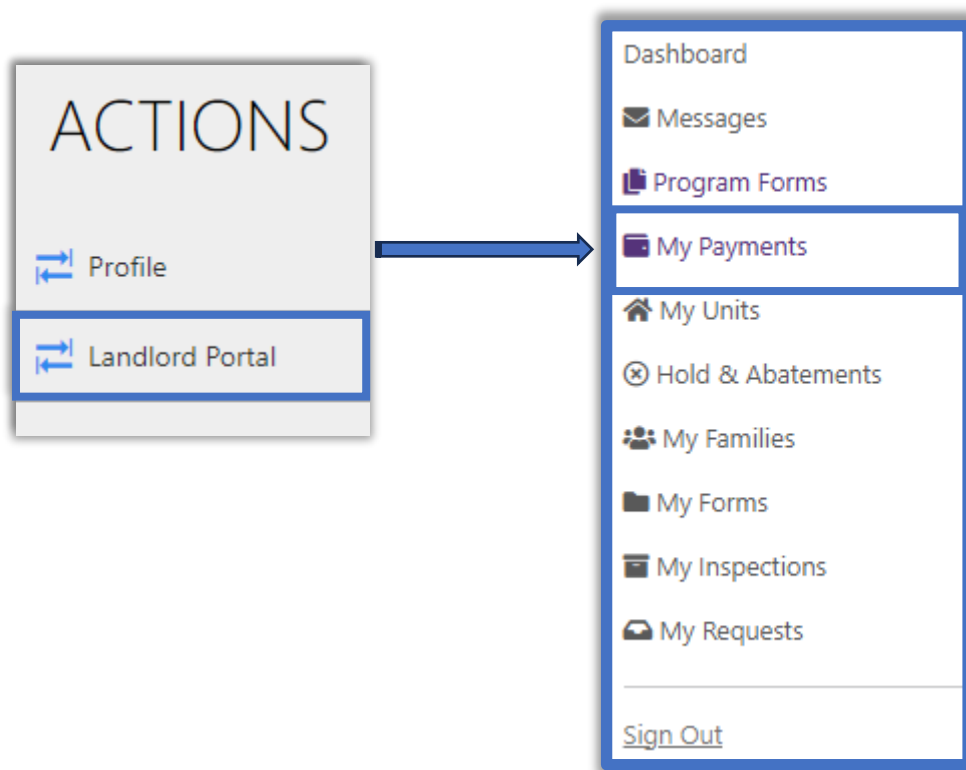 ACTIONS
Profile
Landlord Portal
Dashboard
Messages
Program Forms
My Payments
My Units
Hold & Abatements
My Families
My Forms
My Inspections
My Requests
Sign Out